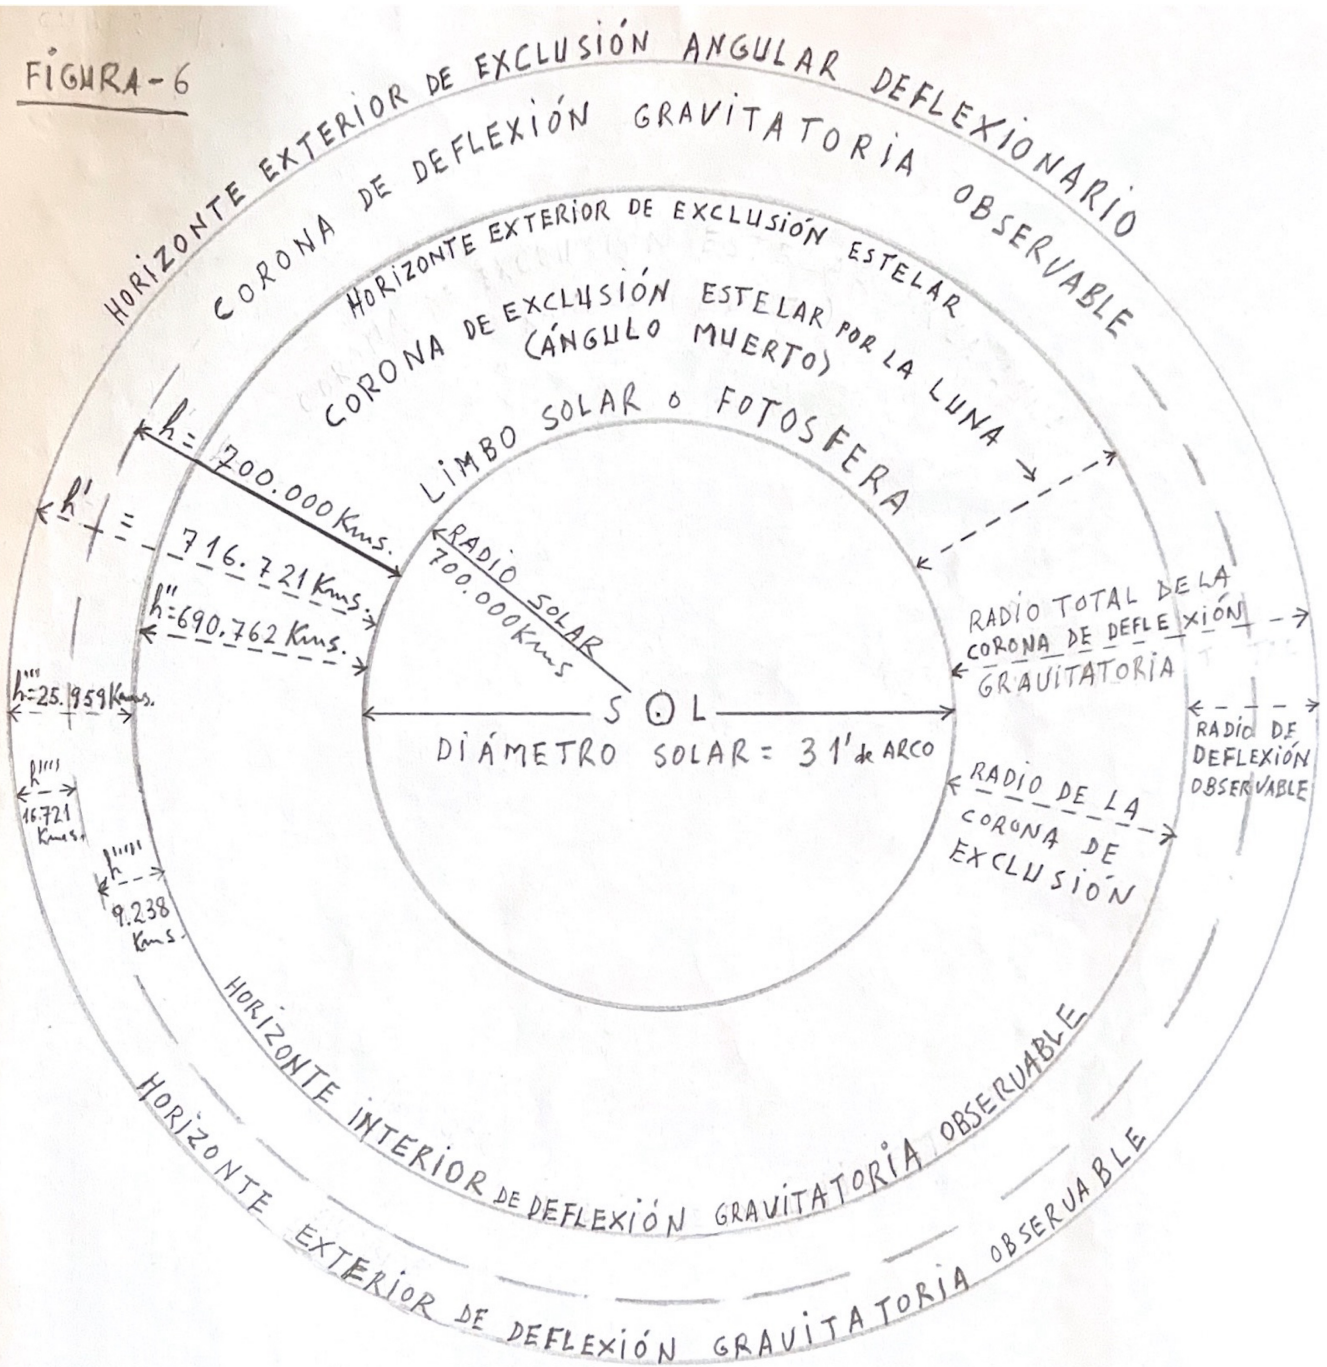 FIGURA-6
HORIZONTE EXTERIOR DE EXCLUSIÓN ANGULAR DEFLEXIONARIO
CORONA DE DEFLEXIÓN GRAVITATORIA OBSERVABLE
HORIZONTE EXTERIOR DE EXCLUSIÓN ESTELAR
CORONA DE EXCLUSIÓN ESTELAR POR LA LUNA
(ÁNGULO MUERTO)
LIMBO SOLAR o FOTOSFERA
h = 700.000 Kms.
h' = 716.721 Kms.
h''=690.762 Kms.
h'''=25.959 Kms.
h''''
16.721
Kms.
h'''''
9.238
Kms.
RADIO SOLAR
700.000 Kms
S ⊙ L
DIÁMETRO SOLAR = 31' de ARCO
RADIO TOTAL DE LA
CORONA DE DEFLEXIÓN
GRAVITATORIA
RADIO DE
DEFLEXIÓN
OBSERVABLE
RADIO DE LA
CORONA DE
EXCLUSIÓN
HORIZONTE INTERIOR DE DEFLEXIÓN GRAVITATORIA OBSERVABLE
HORIZONTE EXTERIOR DE DEFLEXIÓN GRAVITATORIA OBSERVABLE